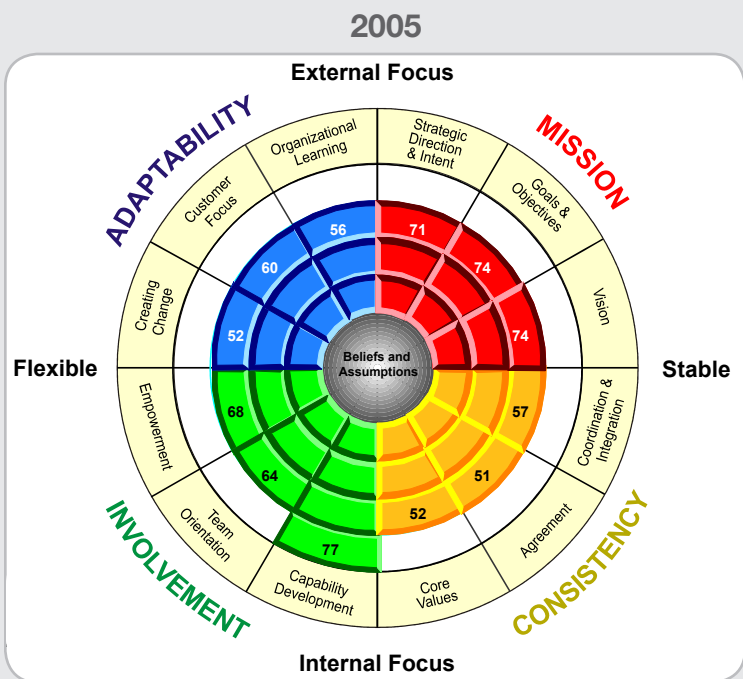 2005
External Focus
ADAPTABILITY
MISSION
Organizational
Learning
Strategic
Direction
& Intent
Customer
Focus
Goals &
Objectives
Creating
Change
Vision
56
71
60
74
52
74
Flexible
Beliefs and
Assumptions
Stable
68
57
64
51
77
52
Empowerment
Coordination &
Integration
Team
Orientation
Agreement
Capability
Development
Core
Values
INVOLVEMENT
CONSISTENCY
Internal Focus